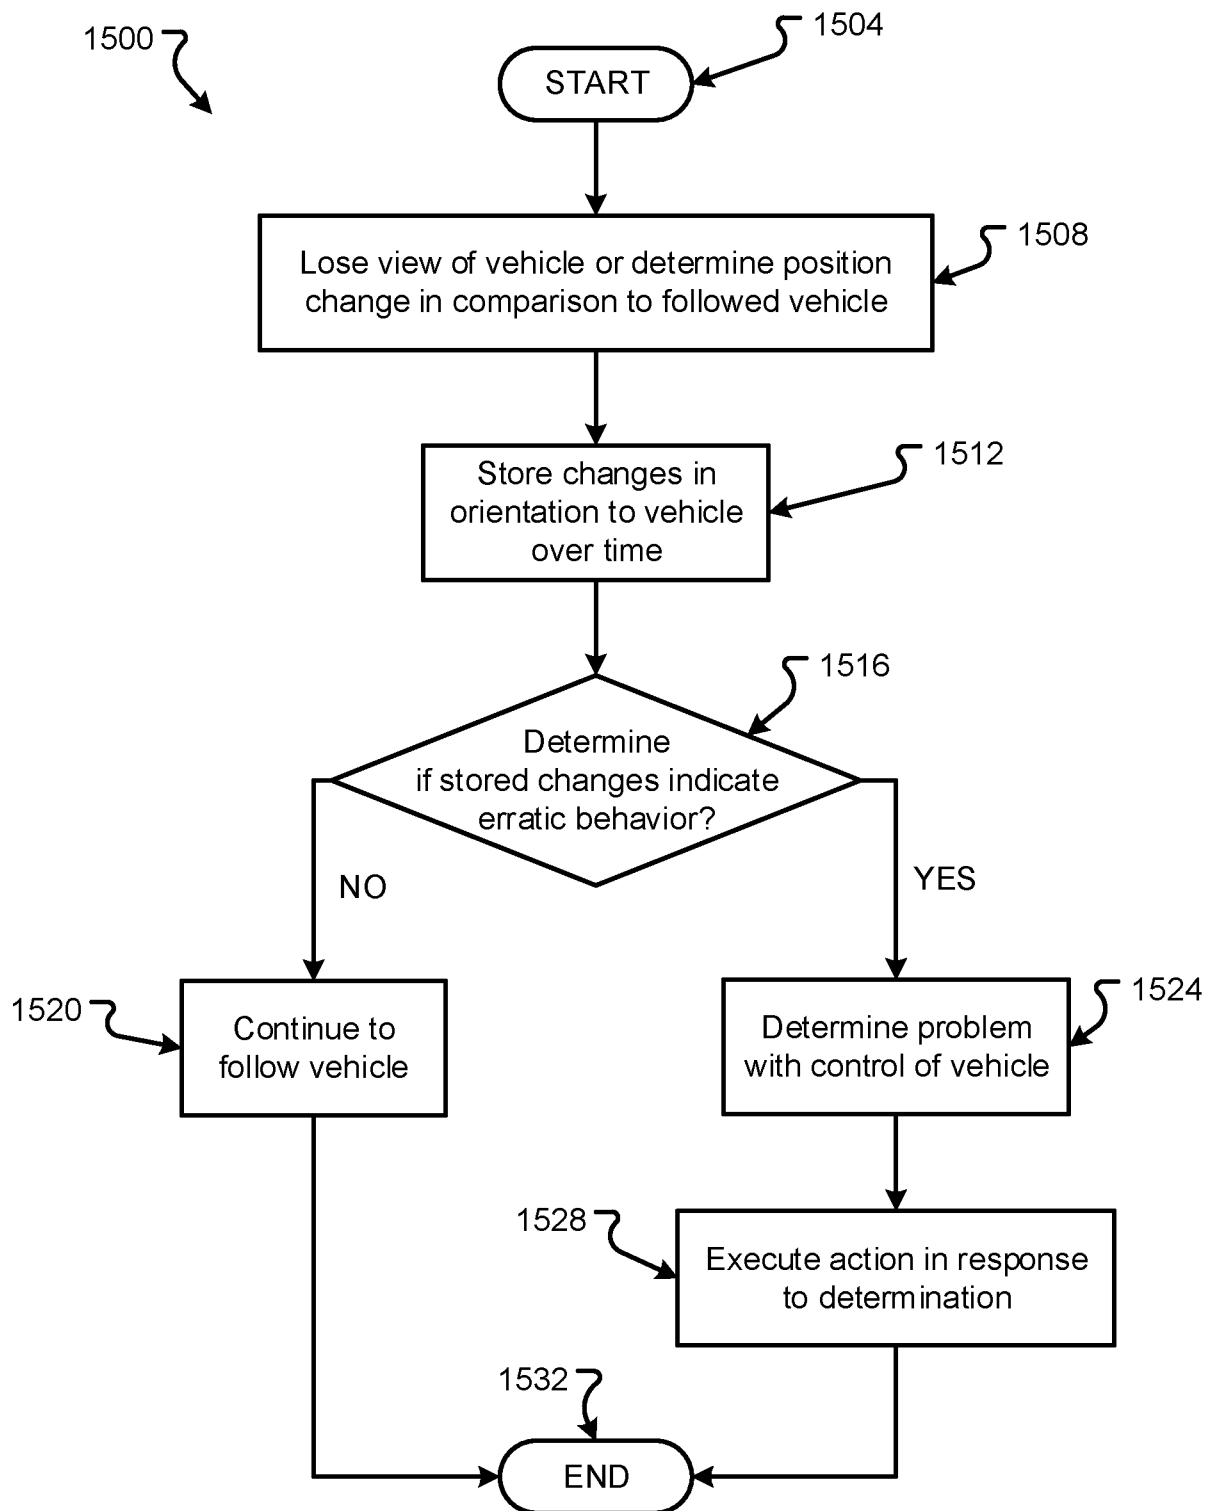 1500
1504
START
1508
Lose view of vehicle or determine position
change in comparison to followed vehicle
1512
Store changes in
orientation to vehicle
over time
1516
Determine
if stored changes indicate
erratic behavior?
NO
YES
1520
Continue to
follow vehicle
1524
Determine problem
with control of vehicle
1528
Execute action in response
to determination
1532
END